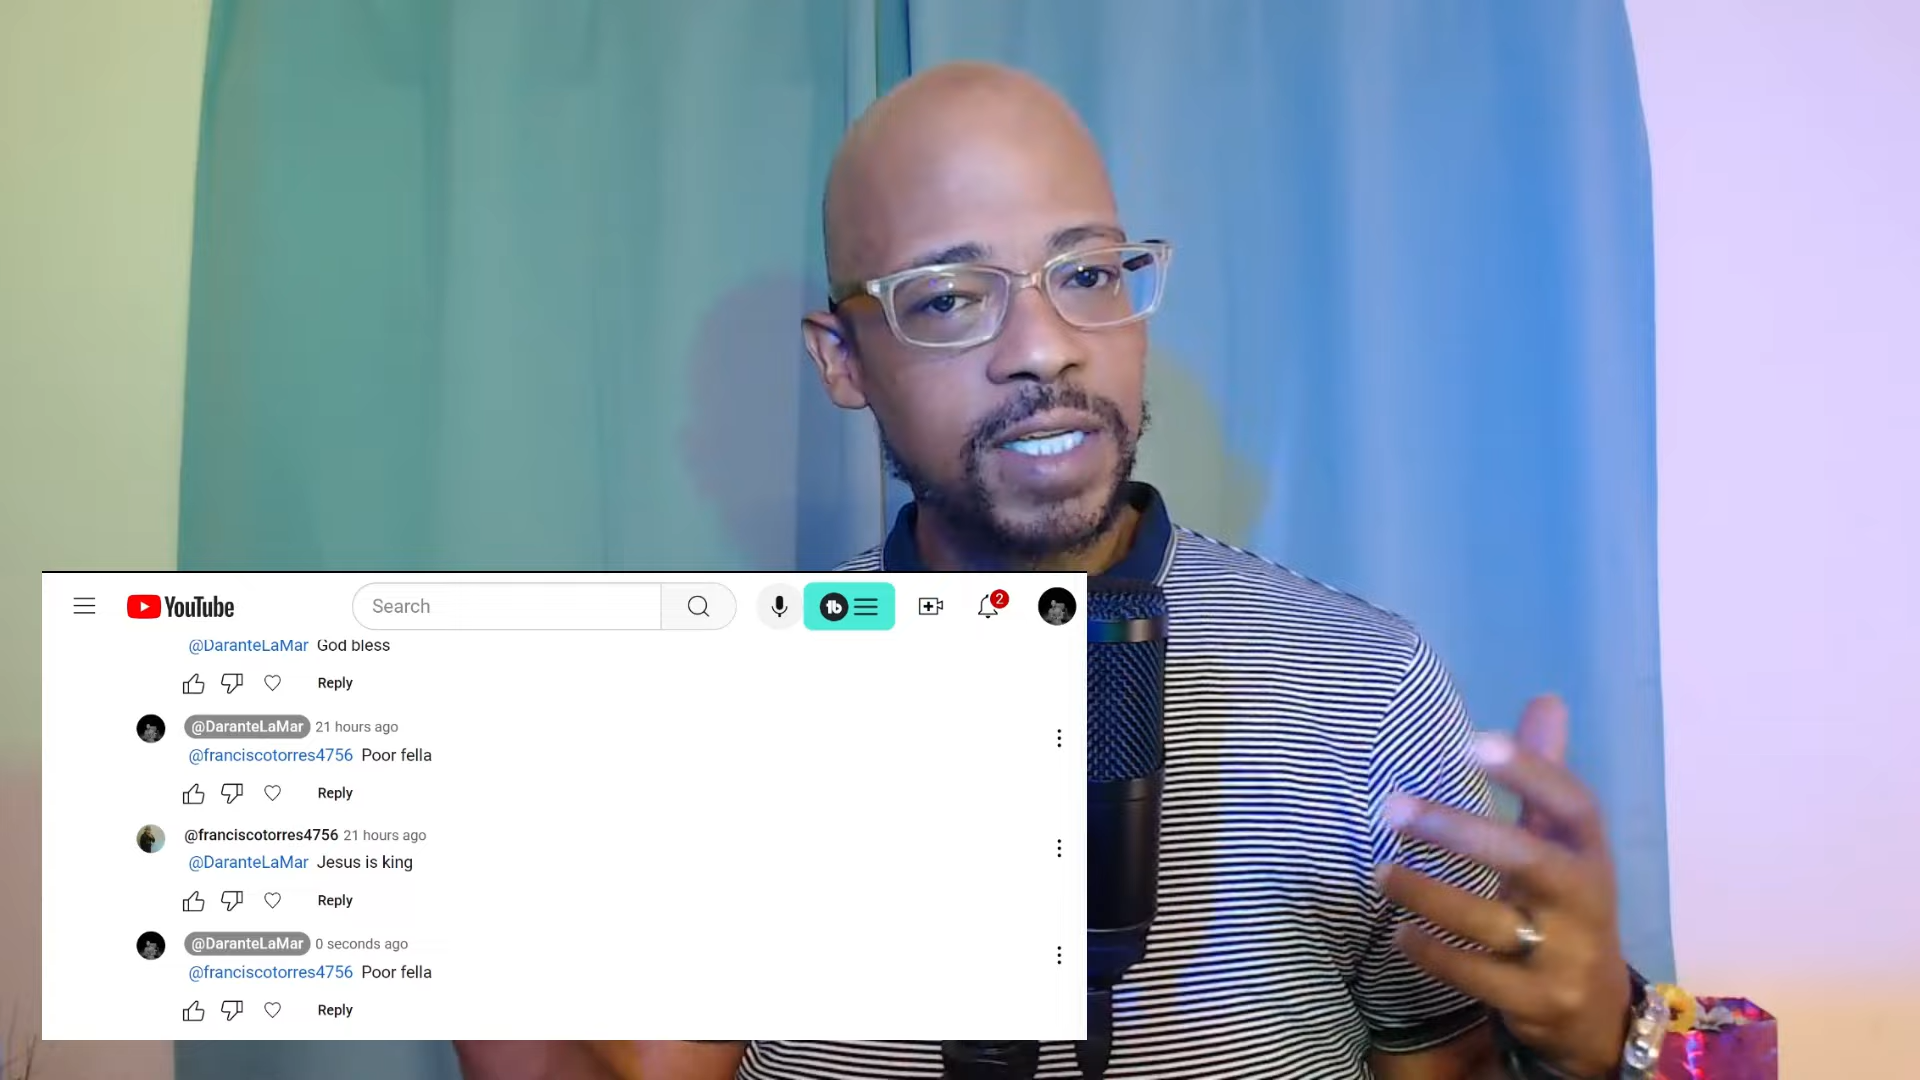 YouTube
Search
1b
2
@DaranteLaMar God bless
Reply
@DaranteLaMar 21 hours ago
@franciscotorres4756 Poor fella
Reply
@franciscotorres4756 21 hours ago
@DaranteLaMar Jesus is king
Reply
@DaranteLaMar 0 seconds ago
@franciscotorres4756 Poor fella
Reply